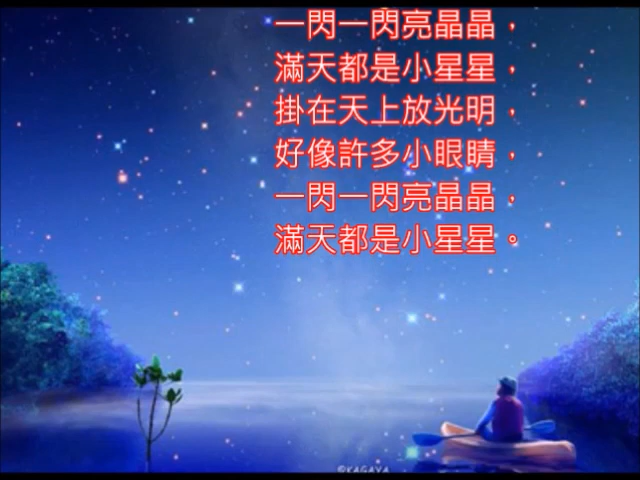 一閃一閃亮晶晶，
滿天都是小星星，
掛在天上放光明，
好像許多小眼睛，
一閃一閃亮晶晶，
滿天都是小星星。
©KAGAYA